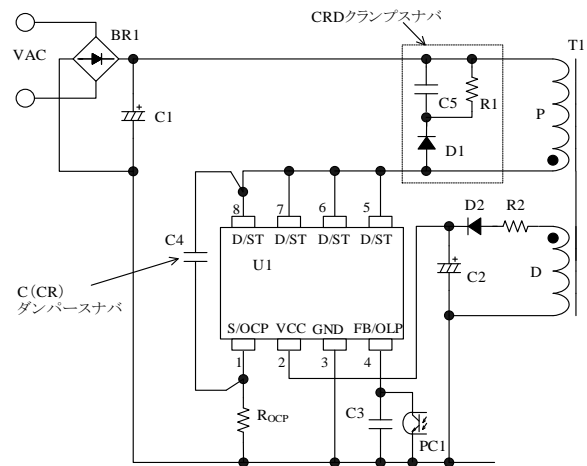 CRDクランプスナバ
BR1
T1
VAC
C5
R1
C1
P
D1
8
7
6
5
D2
R2
D/ST
D/ST
D/ST
D/ST
C4
U1
C2
D
C(CR)
ダンパースナバ
S/OCP
VCC
GND
FB/OLP
1
2
3
4
ROCP
C3
PC1